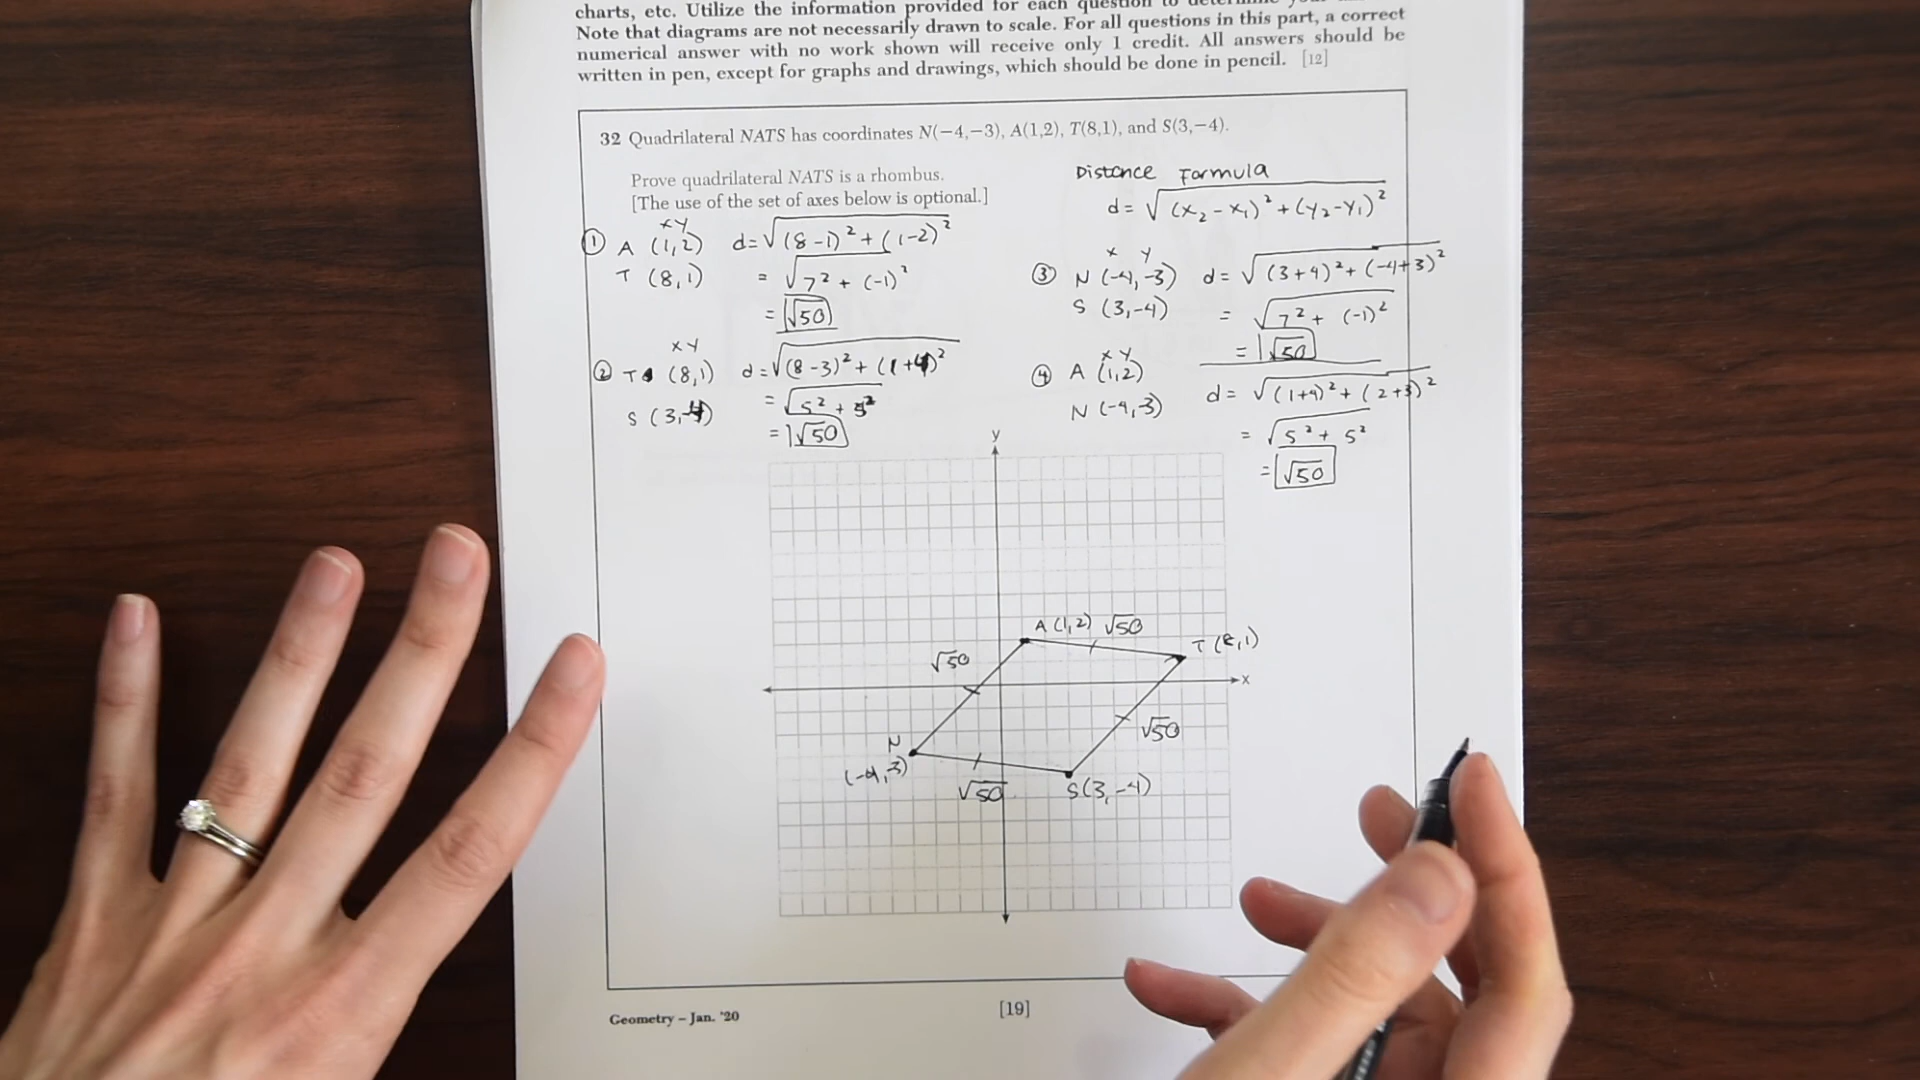 charts, etc. Utilize the information provided for each question to determine your
Note that diagrams are not necessarily drawn to scale. For all questions in this part, a correct
numerical answer with no work shown will receive only 1 credit. All answers should be
written in pen, except for graphs and drawings, which should be done in pencil. [12]
32 Quadrilateral NATS has coordinates N(−4,−3), A(1,2), T(8,1), and S(3,−4).
Prove quadrilateral NATS is a rhombus.
[The use of the set of axes below is optional.]
Distance Formula
d = √(x₂ - x₁)² + (y₂ - y₁)²
①
x y
A (1,2)
T (8,1)
d = √(8-1)² + (1-2)²
= √7² + (-1)²
= √50
②
x y
T (8,1)
S (3,-4)
d = √(8-3)² + (1+4)²
= √5² + 5²
= √50
③
x y
N (-4,-3)
S (3,-4)
d = √(3+4)² + (-4+3)²
= √7² + (-1)²
= √50
④
x y
A (1,2)
N (-4,-3)
d = √(1+4)² + (2+3)²
= √5² + 5²
= √50
y
A (1,2) √50
T (8,1)
√50
x
√50
N
(-4,-3)
√50
S(3,-4)
Geometry – Jan. '20
[19]